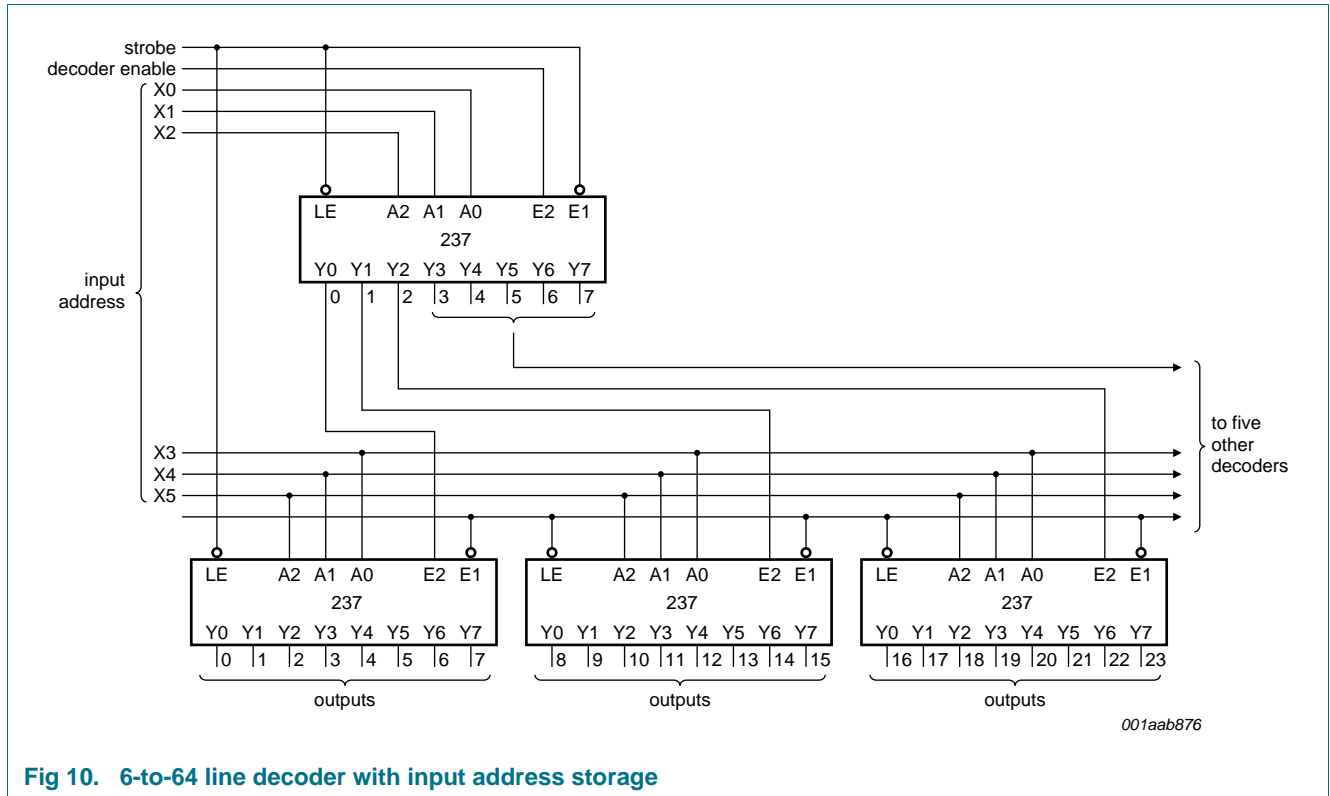 strobe
decoder enable
X0
X1
X2
LE A2 A1 A0 E2 E1
237
Y0 Y1 Y2 Y3 Y4 Y5 Y6 Y7
0 1 2 3 4 5 6 7
input
address
to five
other
decoders
X3
X4
X5
LE A2 A1 A0 E2 E1
237
Y0 Y1 Y2 Y3 Y4 Y5 Y6 Y7
0 1 2 3 4 5 6 7
outputs
LE A2 A1 A0 E2 E1
237
Y0 Y1 Y2 Y3 Y4 Y5 Y6 Y7
8 9 10 11 12 13 14 15
outputs
LE A2 A1 A0 E2 E1
237
Y0 Y1 Y2 Y3 Y4 Y5 Y6 Y7
16 17 18 19 20 21 22 23
outputs
001aab876
Fig 10. 6-to-64 line decoder with input address storage